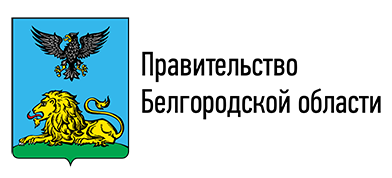 Правительство
Белгородской области